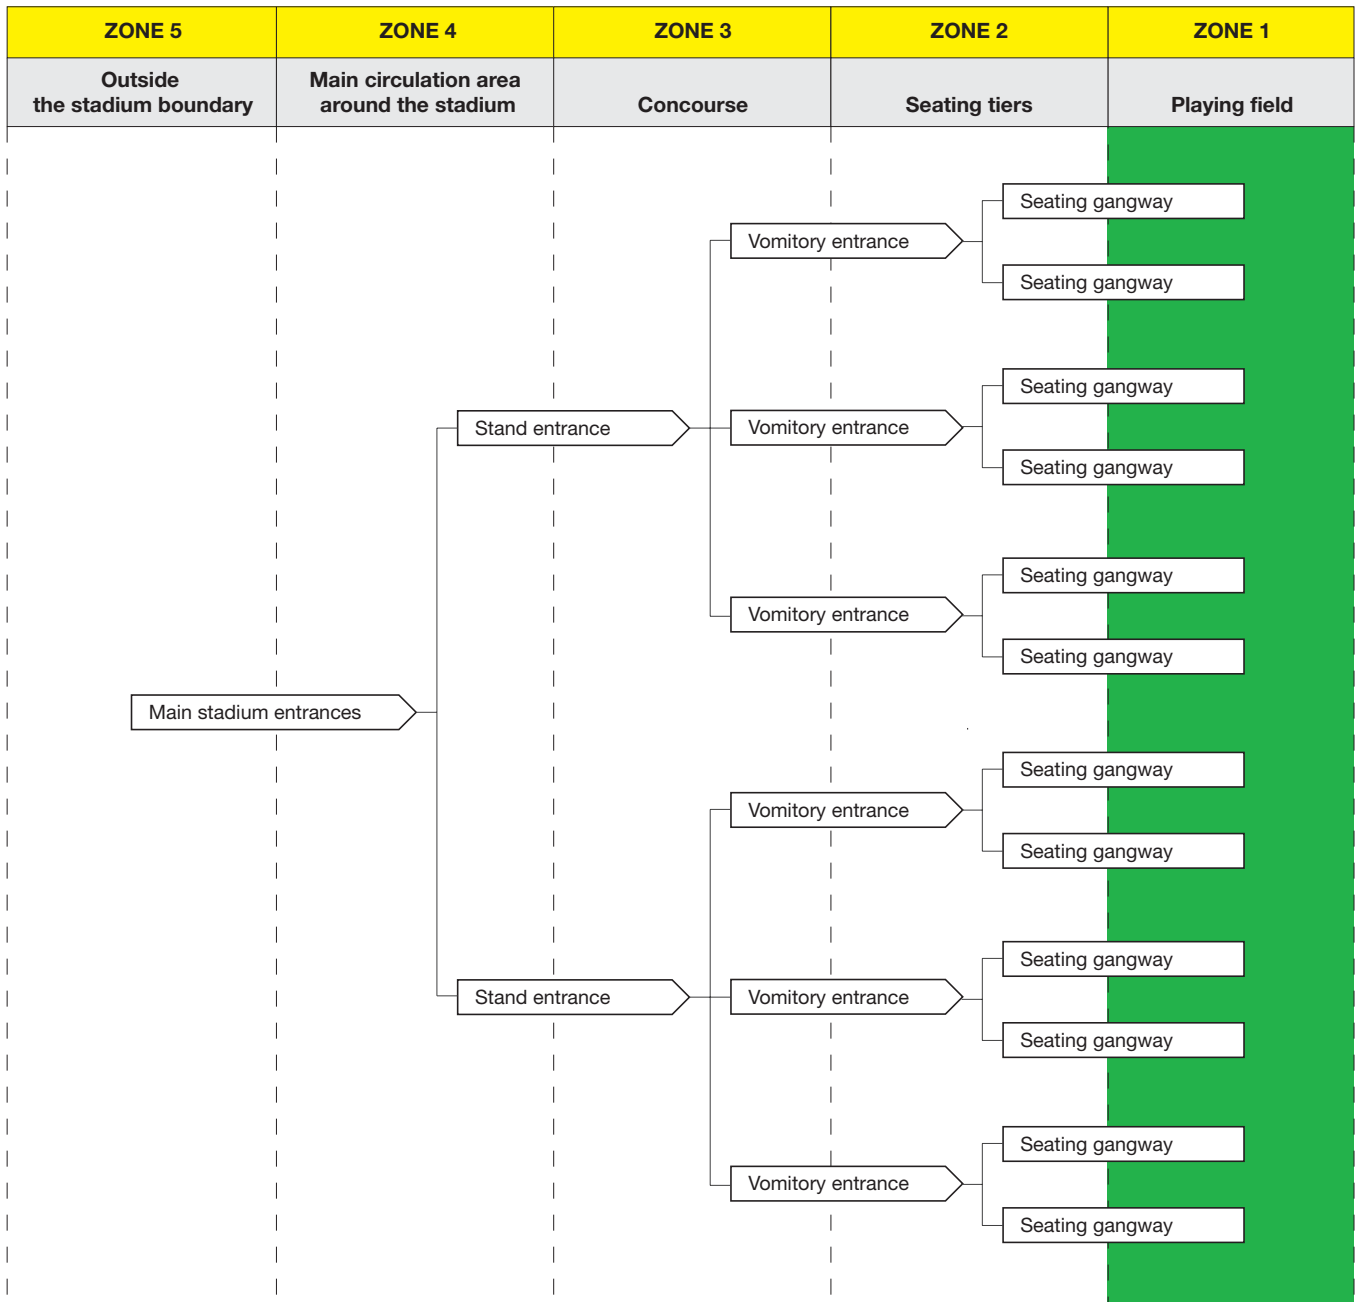 ZONE 5
ZONE 4
ZONE 3
ZONE 2
ZONE 1
Outside
the stadium boundary
Main circulation area
around the stadium
Concourse
Seating tiers
Playing field
Seating gangway
Vomitory entrance
Seating gangway
Seating gangway
Stand entrance
Vomitory entrance
Seating gangway
Seating gangway
Vomitory entrance
Seating gangway
Main stadium entrances
Seating gangway
Vomitory entrance
Seating gangway
Seating gangway
Stand entrance
Vomitory entrance
Seating gangway
Seating gangway
Vomitory entrance
Seating gangway